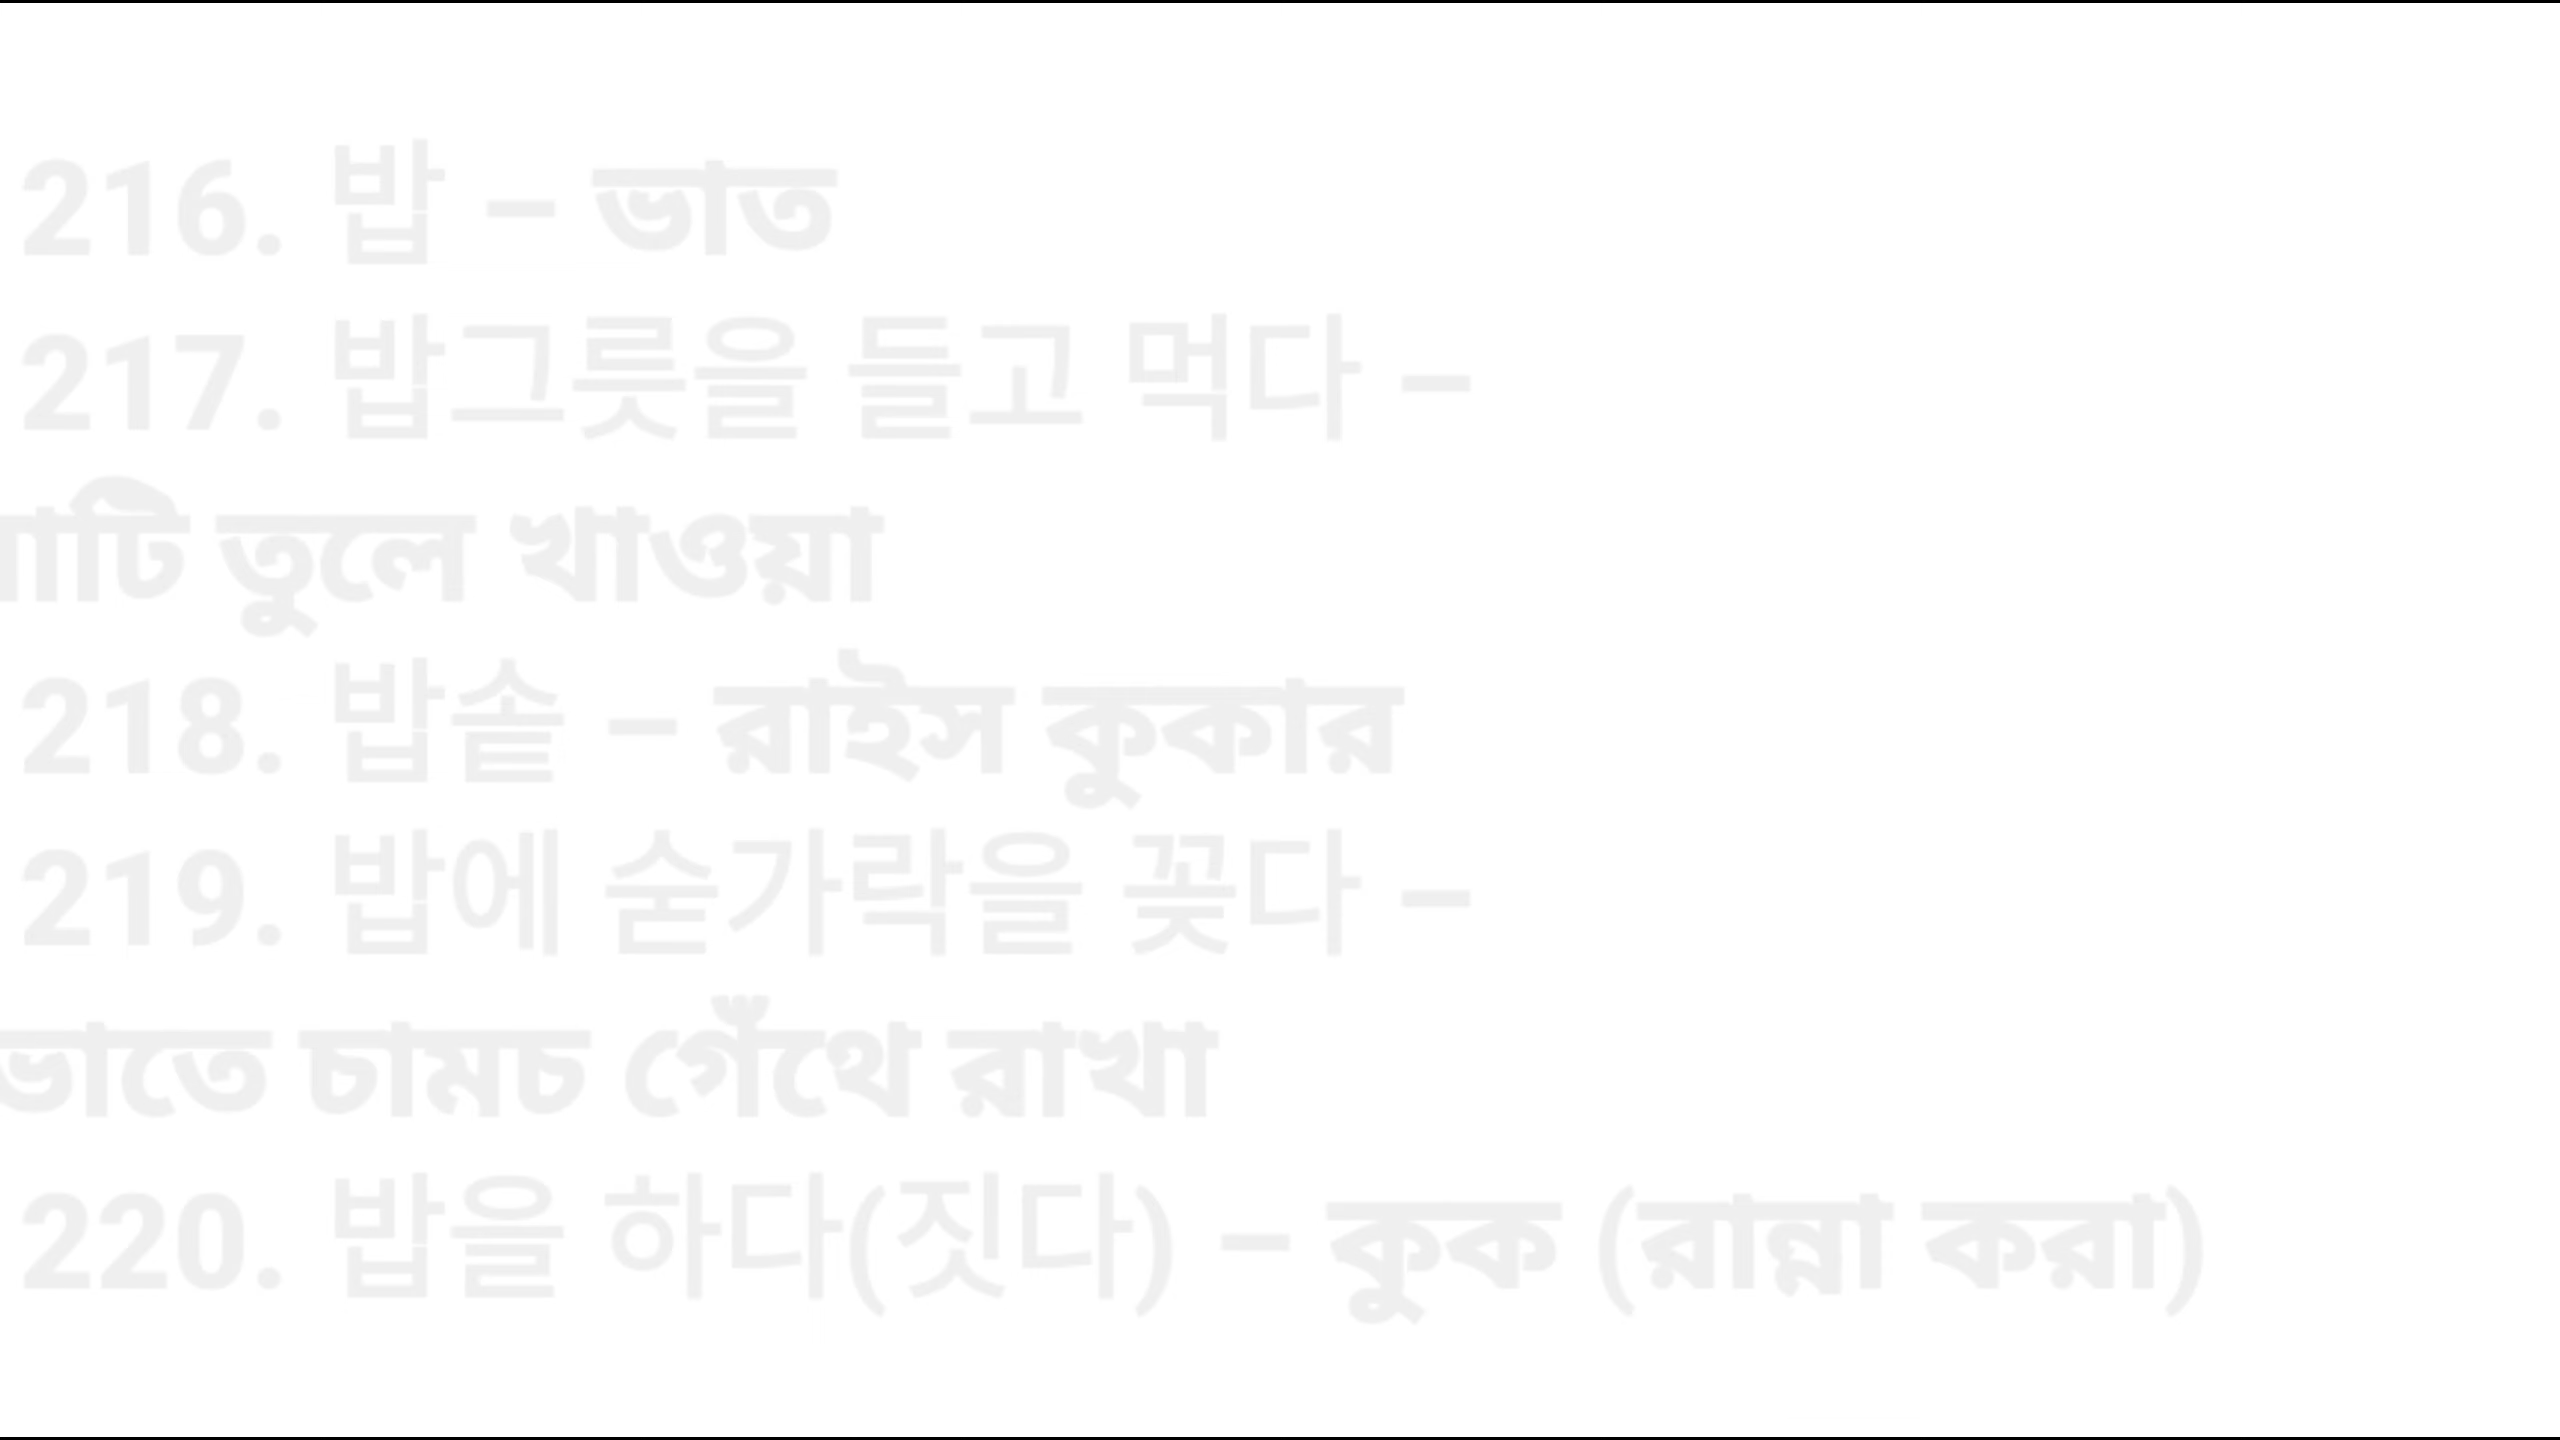 216. 밥 – ভাত
217. 밥그릇을 들고 먹다 –
তুলে খাওয়া
218. 밥솥 – রাইস কুকার
219. 밥에 숟가락을 꽂다 –
ভাতে চামচ গেঁথে রাখা
220. 밥을 하다(짓다) – কুক (রান্না করা)